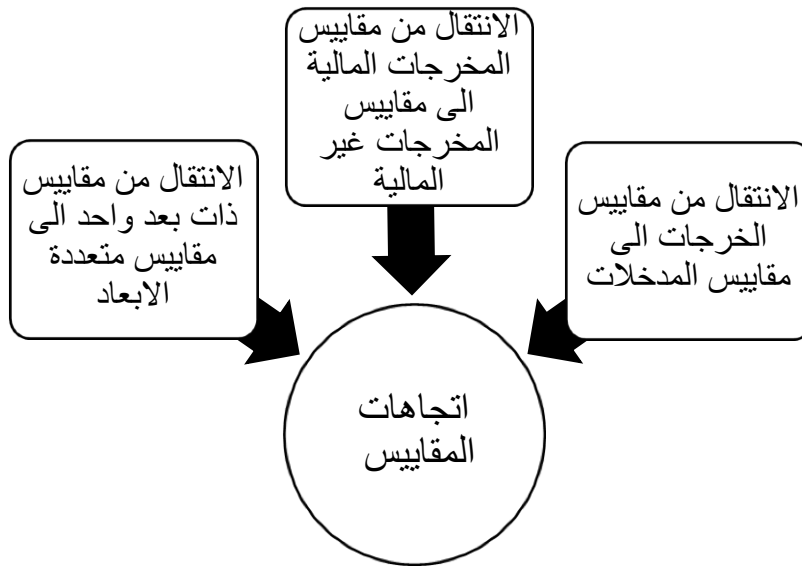 الانتقال من مقاييس
المخرجات المالية
الى مقاييس
المخرجات غير
المالية
الانتقال من مقاييس
الخرجات الى
مقاييس المدخلات
الانتقال من مقاييس
ذات بعد واحد الى
مقاييس متعددة
الابعاد
اتجاهات
المقاييس